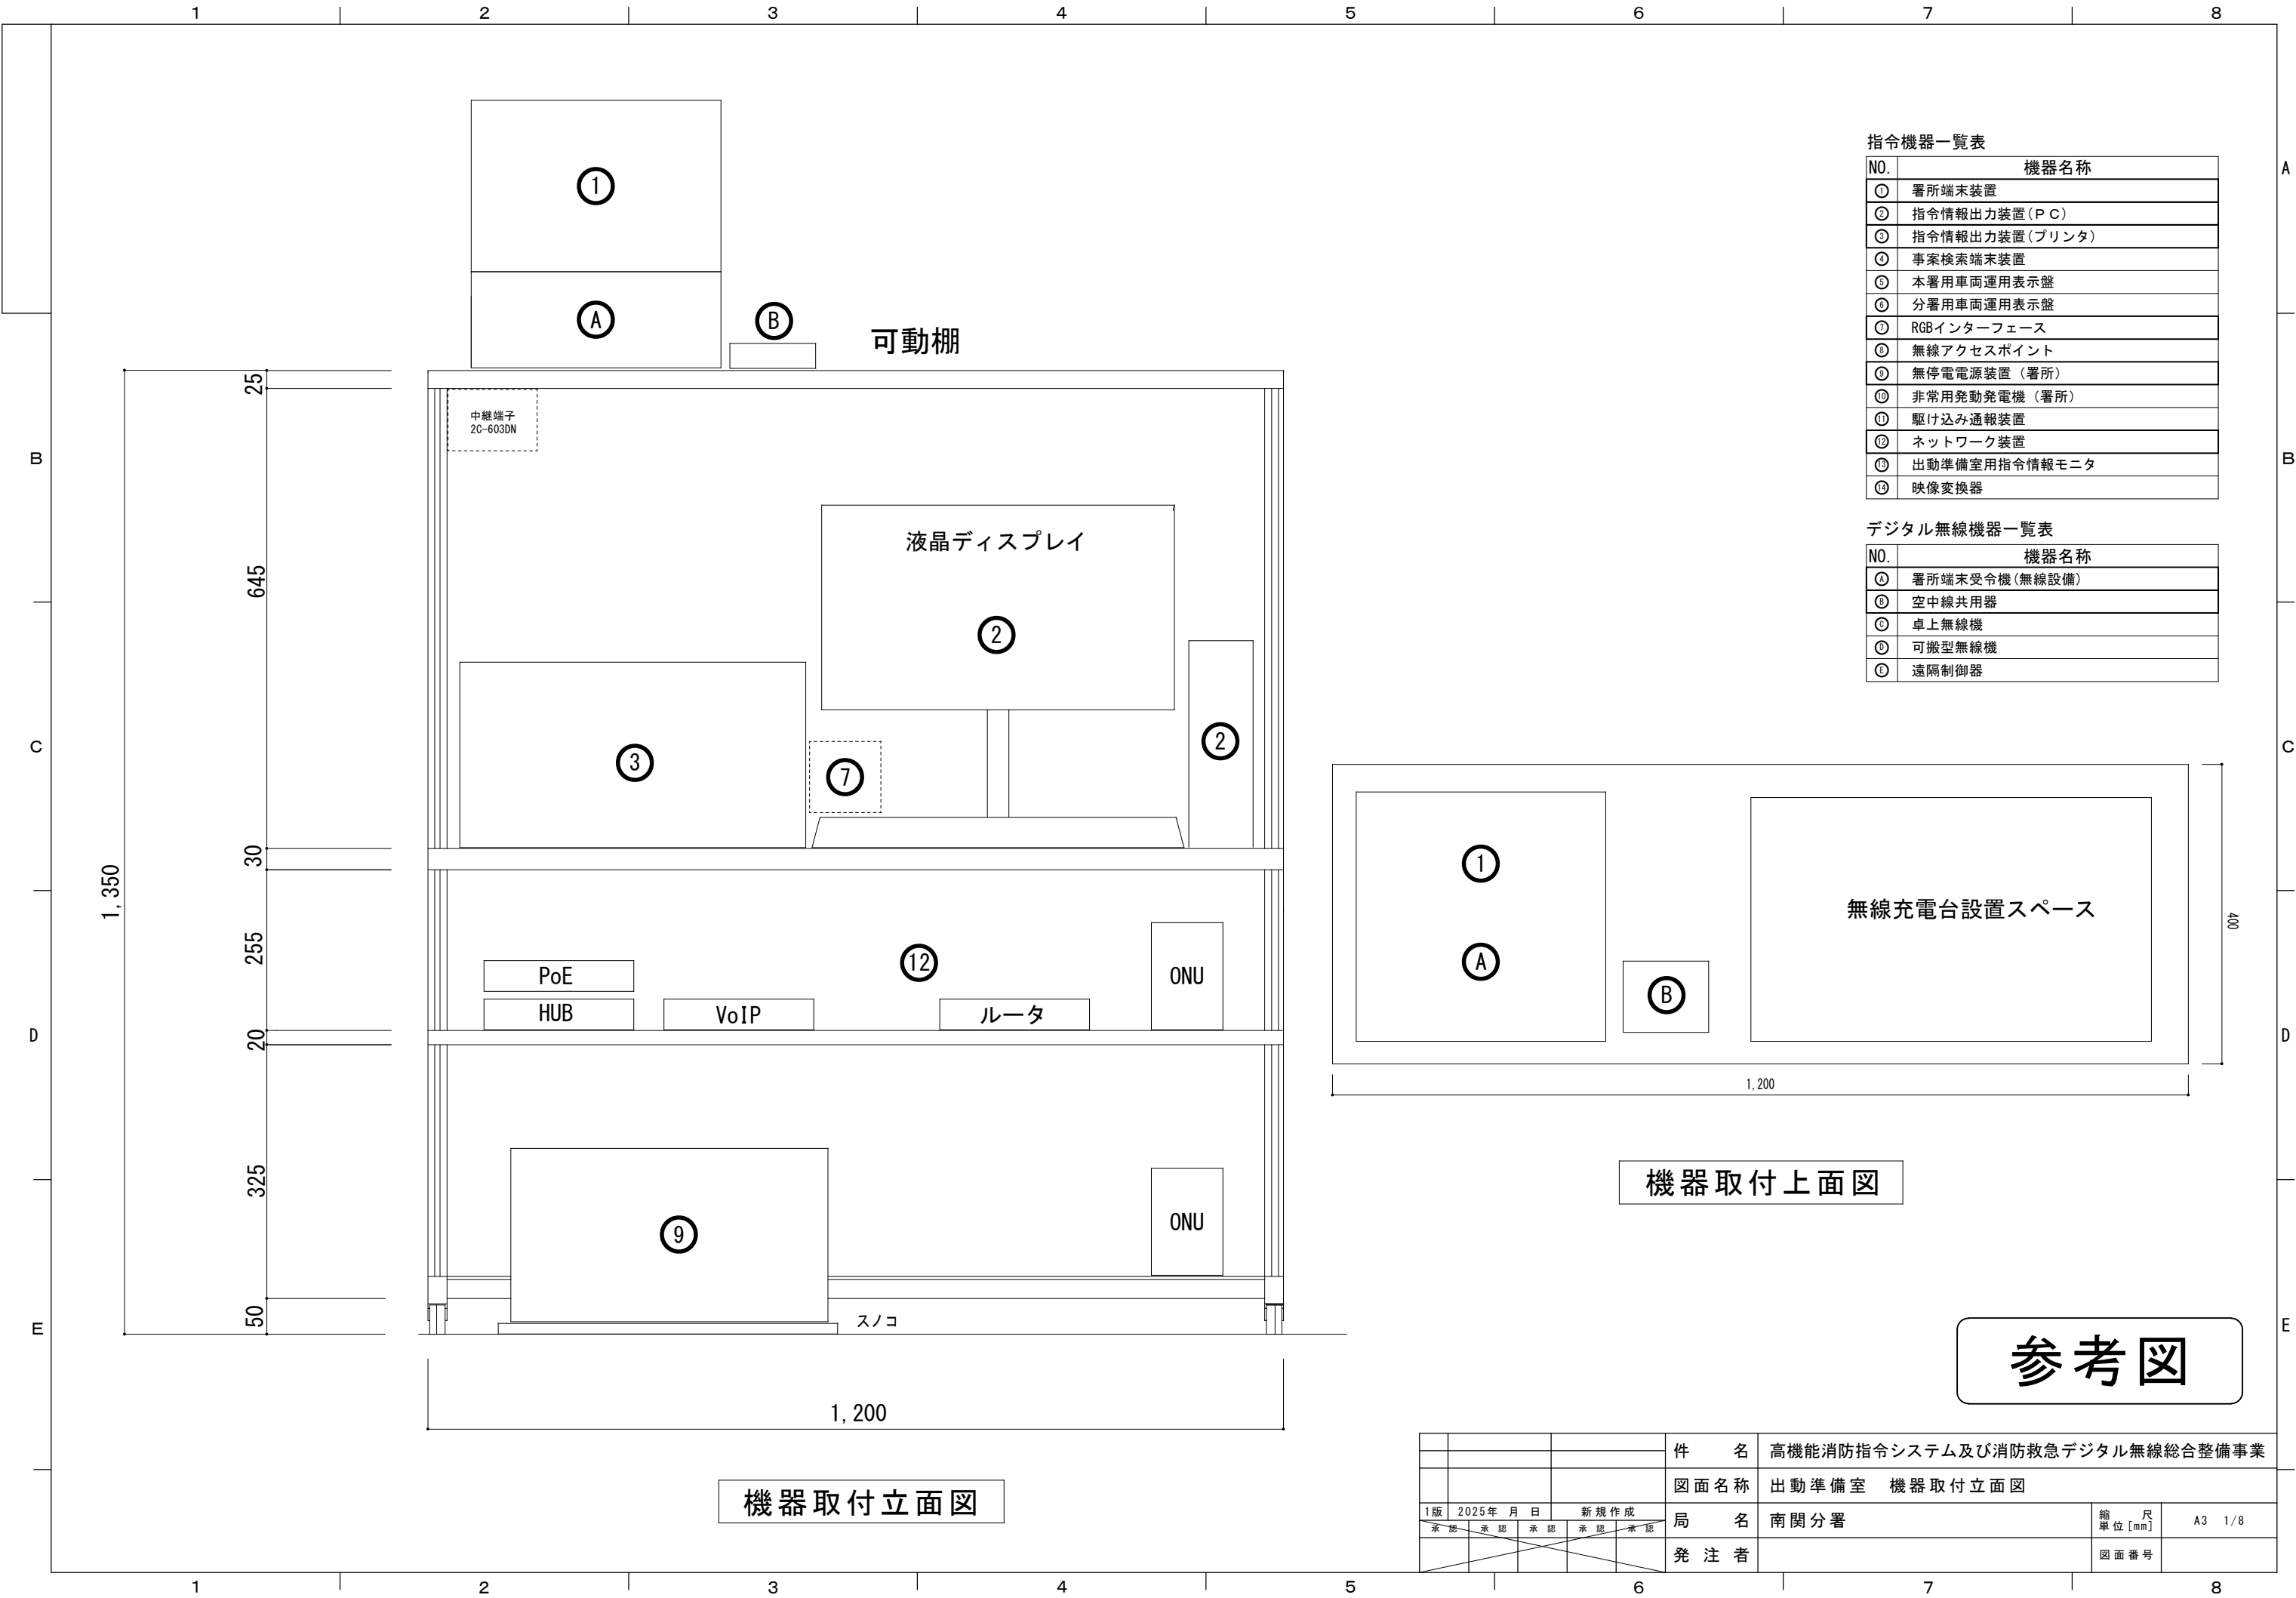 1 2 3 4 5 6 7 8
A
B B
C C
D D
E E
1
A
B
可動棚
中継端子
2C-603DN
液晶ディスプレイ
2
2
3
7
12
PoE
HUB
VoIP
ルータ
ONU
9
ONU
スノコ
25
645
30
255
20
325
50
1,350
1,200
機器取付立面図
指令機器一覧表
NO. 機器名称
① 署所端末装置
② 指令情報出力装置(PC)
③ 指令情報出力装置(プリンタ)
④ 事案検索端末装置
⑤ 本署用車両運用表示盤
⑥ 分署用車両運用表示盤
⑦ RGBインターフェース
⑧ 無線アクセスポイント
⑨ 無停電電源装置（署所）
⑩ 非常用発動発電機（署所）
⑪ 駆け込み通報装置
⑫ ネットワーク装置
⑬ 出動準備室用指令情報モニタ
⑭ 映像変換器
デジタル無線機器一覧表
NO. 機器名称
Ⓐ 署所端末受令機(無線設備)
Ⓑ 空中線共用器
Ⓒ 卓上無線機
Ⓓ 可搬型無線機
Ⓔ 遠隔制御器
1
A
B
無線充電台設置スペース
400
1,200
機器取付上面図
参考図
件名 高機能消防指令システム及び消防救急デジタル無線総合整備事業
図面名称 出動準備室 機器取付立面図
1版 2025年 月 日 新規作成
承認 承認 承認 承認 承認
局名 南関分署
縮尺
単位[mm]
A3 1/8
発注者
図面番号
1 2 3 4 5 6 7 8